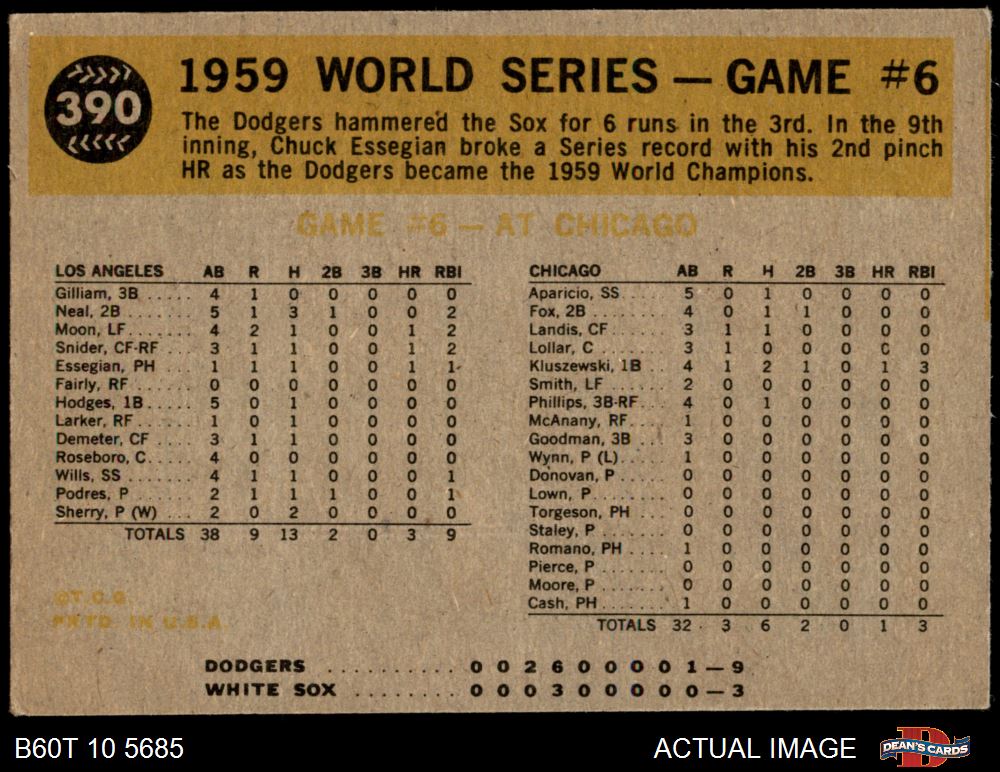 390
1959 WORLD SERIES — GAME #6
The Dodgers hammered the Sox for 6 runs in the 3rd. In the 9th
inning, Chuck Essegian broke a Series record with his 2nd pinch
HR as the Dodgers became the 1959 World Champions.
GAME #6 — AT CHICAGO
LOS ANGELES AB R H 2B 3B HR RBI
Gilliam, 3B ..... 4 1 0 0 0 0 0
Neal, 2B ....... 5 1 3 1 0 0 2
Moon, LF ....... 4 2 1 0 0 1 2
Snider, CF-RF ... 3 1 1 0 0 1 2
Essegian, PH .... 1 1 1 0 0 1 1
Fairly, RF ...... 0 0 0 0 0 0 0
Hodges, 1B ..... 5 0 1 0 0 0 0
Larker, RF ...... 1 0 1 0 0 0 0
Demeter, CF .... 3 1 1 0 0 0 0
Roseboro, C..... 4 0 0 0 0 0 0
Wills, SS ....... 4 1 1 0 0 0 1
Podres, P ...... 2 1 1 1 0 0 1
Sherry, P (W) ... 2 0 2 0 0 0 0
TOTALS 38 9 13 2 0 3 9
©T.C.G.
PRTD. IN U.S.A.
CHICAGO AB R H 2B 3B HR RBI
Aparicio, SS ..... 5 0 1 0 0 0 0
Fox, 2B ........ 4 0 1 1 0 0 0
Landis, CF ...... 3 1 1 0 0 0 0
Lollar, C ....... 3 1 0 0 0 0 0
Kluszewski, 1B .. 4 1 2 1 0 1 3
Smith, LF ....... 2 0 0 0 0 0 0
Phillips, 3B-RF... 4 0 1 0 0 0 0
McAnany, RF .... 1 0 0 0 0 0 0
Goodman, 3B ... 3 0 0 0 0 0 0
Wynn, P (L)..... 1 0 0 0 0 0 0
Donovan, P ..... 0 0 0 0 0 0 0
Lown, P........ 0 0 0 0 0 0 0
Torgeson, PH ... 0 0 0 0 0 0 0
Staley, P ....... 0 0 0 0 0 0 0
Romano, PH .... 1 0 0 0 0 0 0
Pierce, P ....... 0 0 0 0 0 0 0
Moore, P ....... 0 0 0 0 0 0 0
Cash, PH ....... 1 0 0 0 0 0 0
TOTALS 32 3 6 2 0 1 3
DODGERS .......... 0 0 2 6 0 0 0 0 1 — 9
WHITE SOX ........ 0 0 0 3 0 0 0 0 0 — 3
B60T 10 5685
ACTUAL IMAGE
DEAN'S CARDS